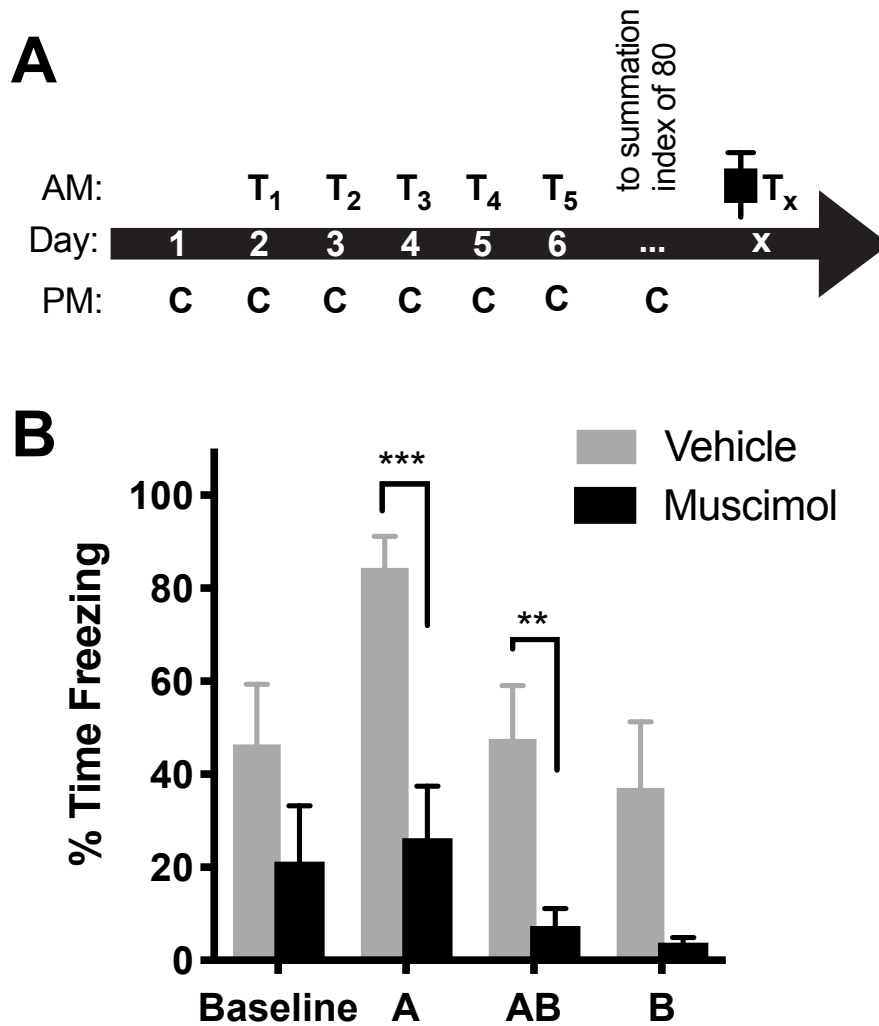 A
to summation
index of 80
AM: T1 T2 T3 T4 T5 Tx
Day: 1 2 3 4 5 6 ... x
PM: C C C C C C C
B
Vehicle
Muscimol
***
**
% Time Freezing
100
80
60
40
20
0
Baseline A AB B